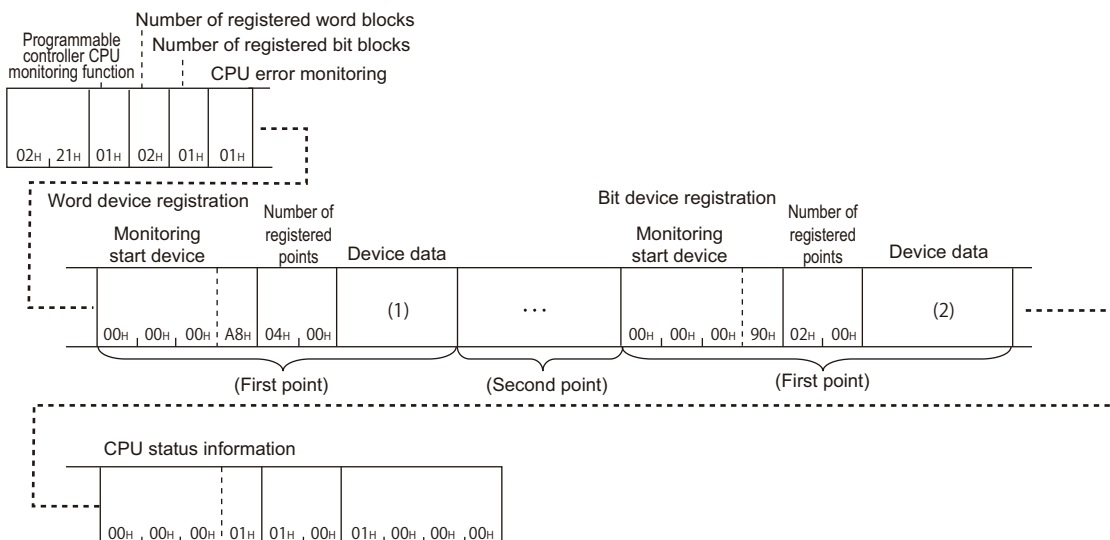 Number of registered word blocks
Programmable
controller CPU
monitoring function
Number of registered bit blocks
CPU error monitoring
02H 21H 01H 02H 01H 01H
Word device registration
Bit device registration
Monitoring
start device
Number of
registered
points
Device data
Monitoring
start device
Number of
registered
points
Device data
00H 00H 00H A8H 04H 00H (1) ... 00H 00H 00H 90H 02H 00H (2)
(First point) (Second point) (First point)
CPU status information
00H 00H 00H 01H 01H 00H 01H 00H 00H 00H